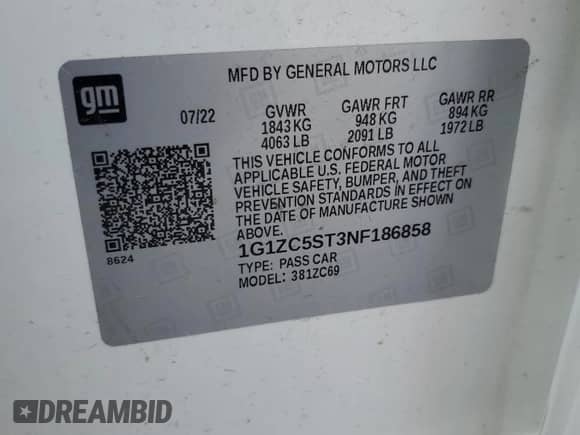 gm
MFD BY GENERAL MOTORS LLC
07/22
GVWR
1843 KG
4063 LB
GAWR FRT
948 KG
2091 LB
GAWR RR
894 KG
1972 LB
THIS VEHICLE CONFORMS TO ALL
APPLICABLE U.S. FEDERAL MOTOR
VEHICLE SAFETY, BUMPER, AND THEFT
PREVENTION STANDARDS IN EFFECT ON
THE DATE OF MANUFACTURE SHOWN
ABOVE.
8624
1G1ZC5ST3NF186858
TYPE: PASS CAR
MODEL: 381ZC69
DREAMBID